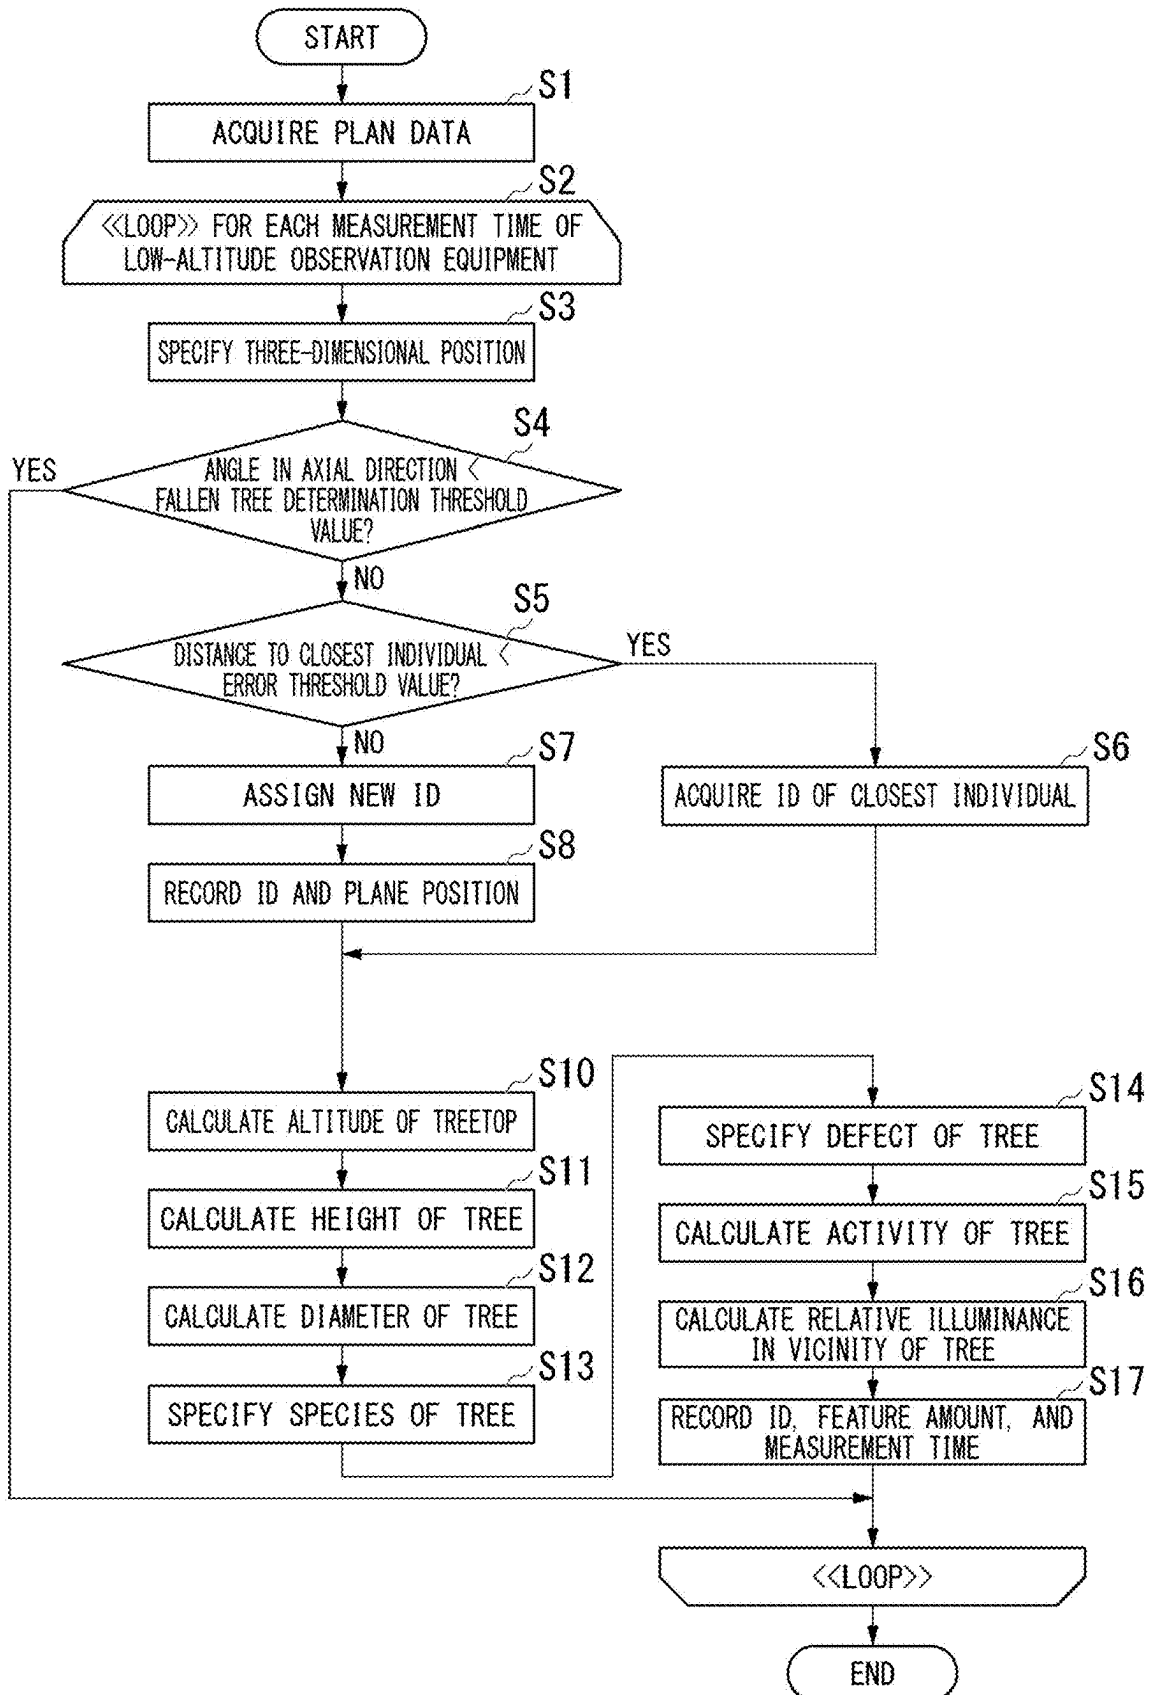 START
S1
ACQUIRE PLAN DATA
S2
<<LOOP>> FOR EACH MEASUREMENT TIME OF
LOW-ALTITUDE OBSERVATION EQUIPMENT
S3
SPECIFY THREE-DIMENSIONAL POSITION
S4
YES
ANGLE IN AXIAL DIRECTION <
FALLEN TREE DETERMINATION THRESHOLD
VALUE?
NO
S5
YES
DISTANCE TO CLOSEST INDIVIDUAL <
ERROR THRESHOLD VALUE?
NO
S7
ASSIGN NEW ID
S6
ACQUIRE ID OF CLOSEST INDIVIDUAL
S8
RECORD ID AND PLANE POSITION
S10
CALCULATE ALTITUDE OF TREETOP
S11
CALCULATE HEIGHT OF TREE
S12
CALCULATE DIAMETER OF TREE
S13
SPECIFY SPECIES OF TREE
S14
SPECIFY DEFECT OF TREE
S15
CALCULATE ACTIVITY OF TREE
S16
CALCULATE RELATIVE ILLUMINANCE
IN VICINITY OF TREE
S17
RECORD ID, FEATURE AMOUNT, AND
MEASUREMENT TIME
<<LOOP>>
END